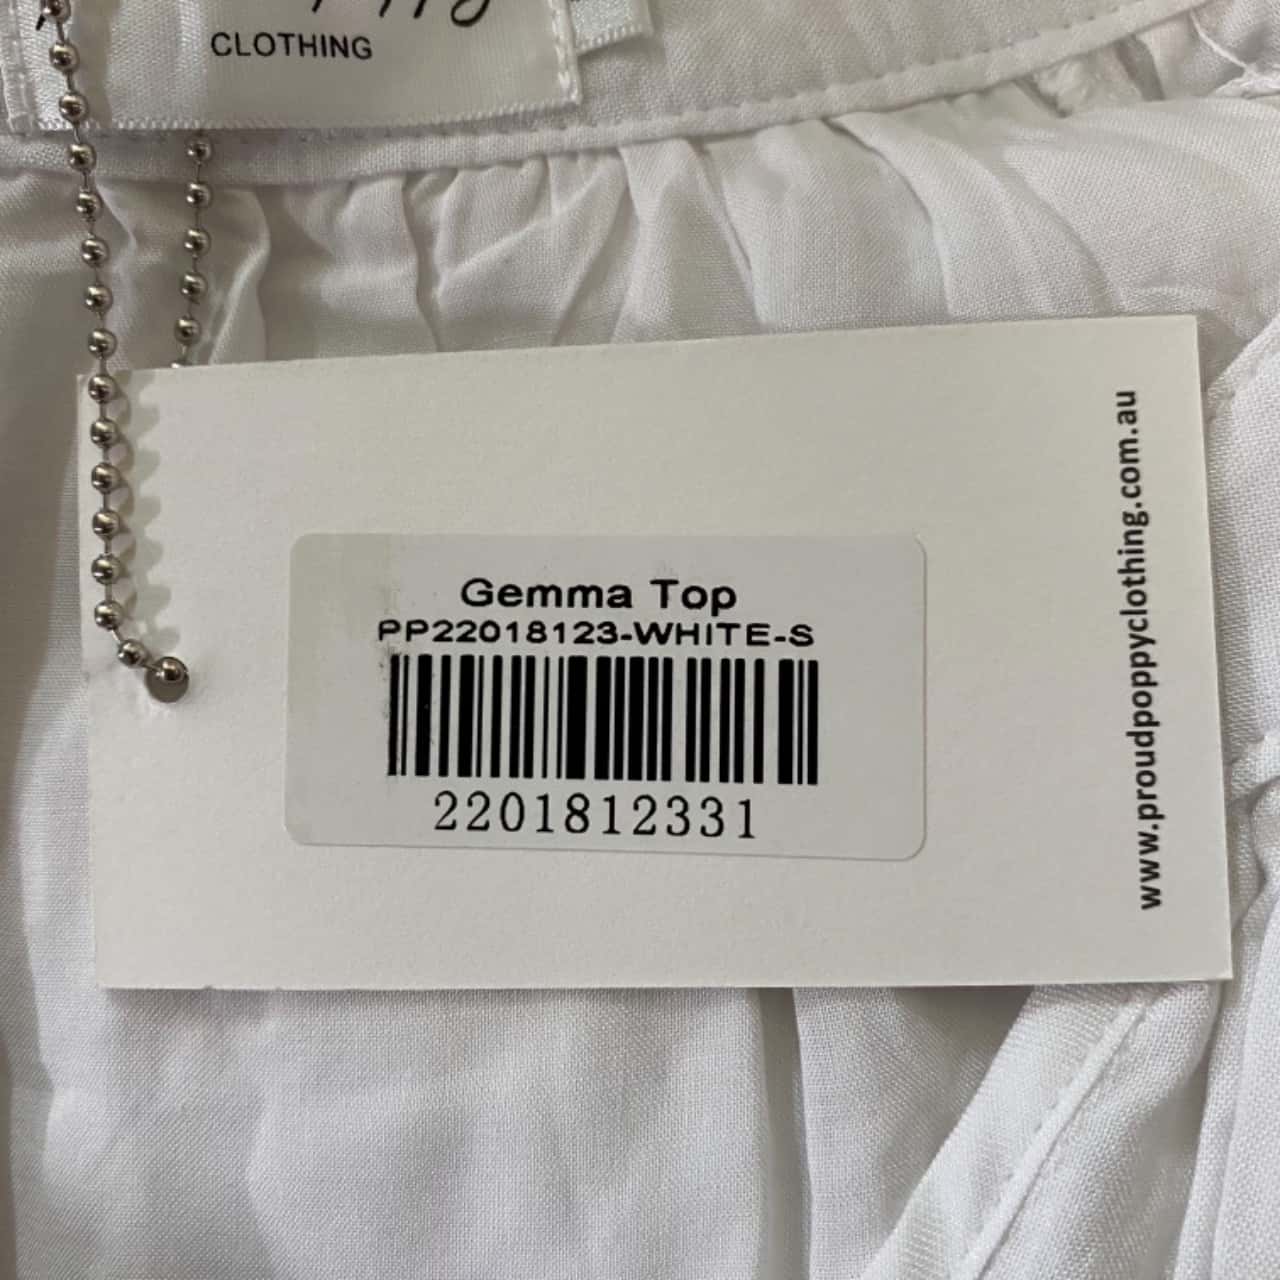 CLOTHING
Gemma Top
PP22018123-WHITE-S
2201812331
www.proudpoppyclothing.com.au